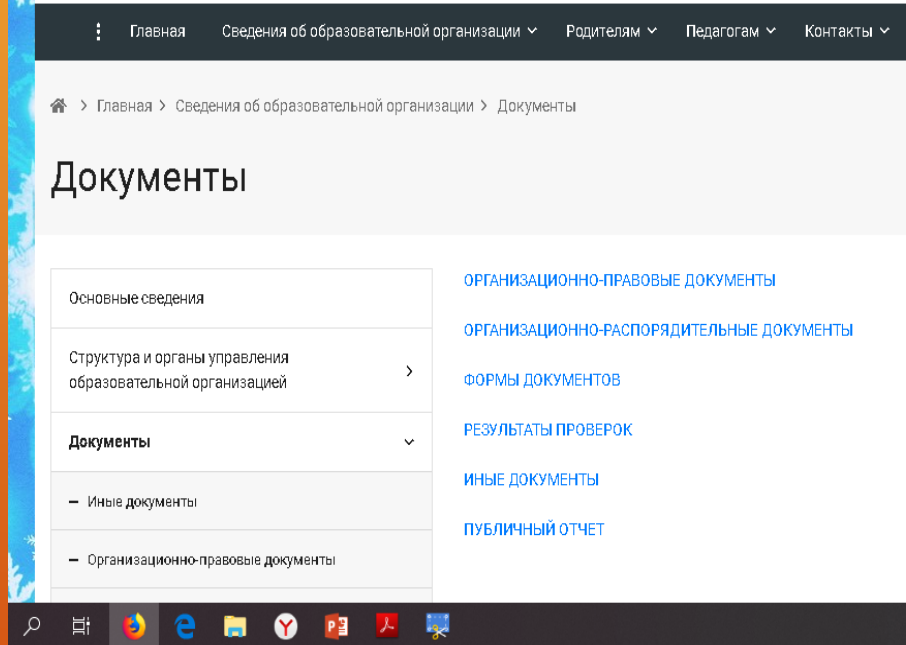 Главная Сведения об образовательной организации Родителям Педагогам Контакты
Главная > Сведения об образовательной организации > Документы
Документы
Основные сведения
Структура и органы управления
образовательной организацией
Документы
– Иные документы
– Организационно-правовые документы
ОРГАНИЗАЦИОННО-ПРАВОВЫЕ ДОКУМЕНТЫ
ОРГАНИЗАЦИОННО-РАСПОРЯДИТЕЛЬНЫЕ ДОКУМЕНТЫ
ФОРМЫ ДОКУМЕНТОВ
РЕЗУЛЬТАТЫ ПРОВЕРОК
ИНЫЕ ДОКУМЕНТЫ
ПУБЛИЧНЫЙ ОТЧЕТ